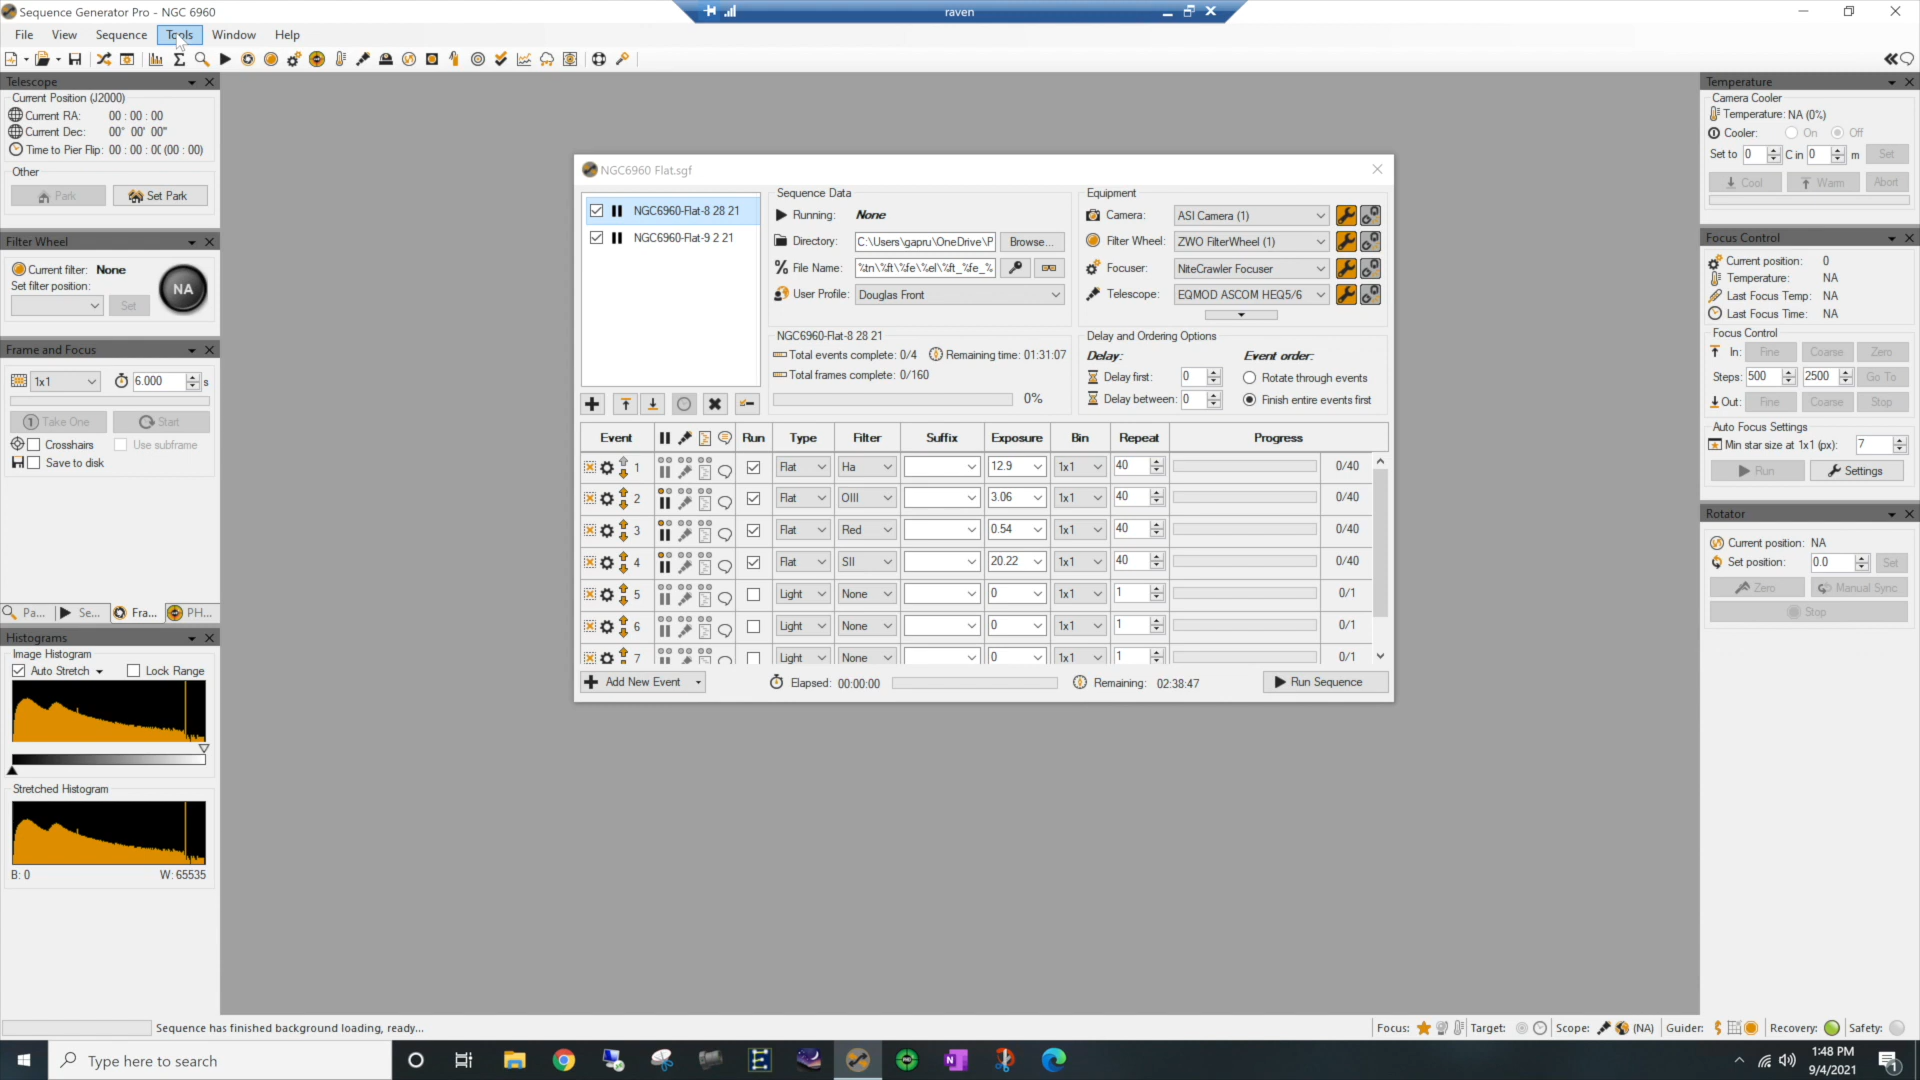 Sequence Generator Pro - NGC 6960
raven
File View Sequence Tools Window Help
Telescope
Current Position (J2000)
Current RA: 00 : 00 : 00
Current Dec: 00° 00' 00"
Time to Pier Flip: 00 : 00 : 0( (00 : 00)
Other
Park Set Park
Filter Wheel
Current filter: None
Set filter position:
Set
NA
Frame and Focus
1x1 6.000 s
Take One Start
Crosshairs Use subframe
Save to disk
Pa... Se... Fra... PH...
Histograms
Image Histogram
Auto Stretch Lock Range
Stretched Histogram
B: 0 W: 65535
NGC6960 Flat.sgf
NGC6960-Flat-8 28 21
NGC6960-Flat-9 2 21
Sequence Data
Running: None
Directory: C:\Users\gapru\OneDrive\P Browse...
File Name: %tn\%ft\%fe\%el\%ft_%fe_%
User Profile: Douglas Front
Equipment
Camera: ASI Camera (1)
Filter Wheel: ZWO FilterWheel (1)
Focuser: NiteCrawler Focuser
Telescope: EQMOD ASCOM HEQ5/6
NGC6960-Flat-8 28 21
Total events complete: 0/4 Remaining time: 01:31:07
Total frames complete: 0/160
0%
Delay and Ordering Options
Delay: Event order:
Delay first: 0 Rotate through events
Delay between: 0 Finish entire events first
Event Run Type Filter Suffix Exposure Bin Repeat Progress
1 Flat Ha 12.9 1x1 40 0/40
2 Flat OIII 3.06 1x1 40 0/40
3 Flat Red 0.54 1x1 40 0/40
4 Flat SII 20.22 1x1 40 0/40
5 Light None 0 1x1 1 0/1
6 Light None 0 1x1 1 0/1
7 Light None 0 1x1 1 0/1
Add New Event Elapsed: 00:00:00 Remaining: 02:38:47 Run Sequence
Temperature
Camera Cooler
Temperature: NA (0%)
Cooler: On Off
Set to 0 C in 0 m Set
Cool Warm Abort
Focus Control
Current position: 0
Temperature: NA
Last Focus Temp: NA
Last Focus Time: NA
Focus Control
In: Fine Coarse Zero
Steps: 500 2500 Go To
Out: Fine Coarse Stop
Auto Focus Settings
Min star size at 1x1 (px): 7
Run Settings
Rotator
Current position: NA
Set position: 0.0 Set
Zero Manual Sync
Stop
Sequence has finished background loading, ready...
Focus: Target: Scope: (NA) Guider: Recovery: Safety:
Type here to search
1:48 PM
9/4/2021
1